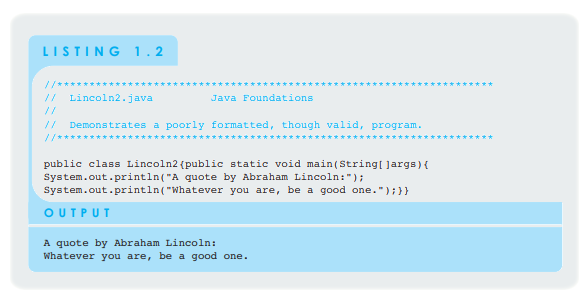 LISTING 1.2
//********************************************************************
//  Lincoln2.java         Java Foundations
//
//  Demonstrates a poorly formatted, though valid, program.
//********************************************************************
public class Lincoln2{public static void main(String[]args){
System.out.println("A quote by Abraham Lincoln:");
System.out.println("Whatever you are, be a good one.");}}
OUTPUT
A quote by Abraham Lincoln:
Whatever you are, be a good one.